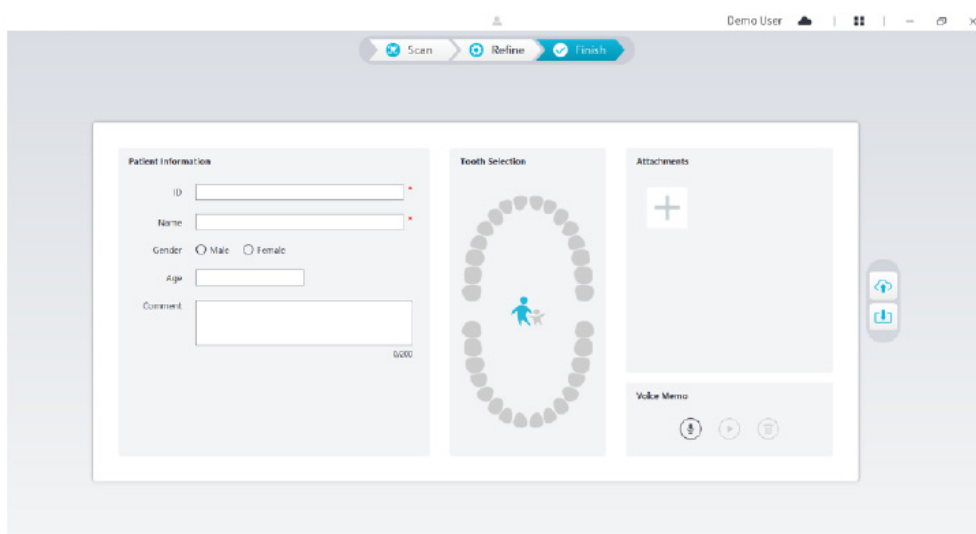 Demo User
Scan
Refine
Finish
Patient Information
ID
*
Name
*
Gender
Male
Female
Age
Comment
0/200
Tooth Selection
Attachments
Voice Memo